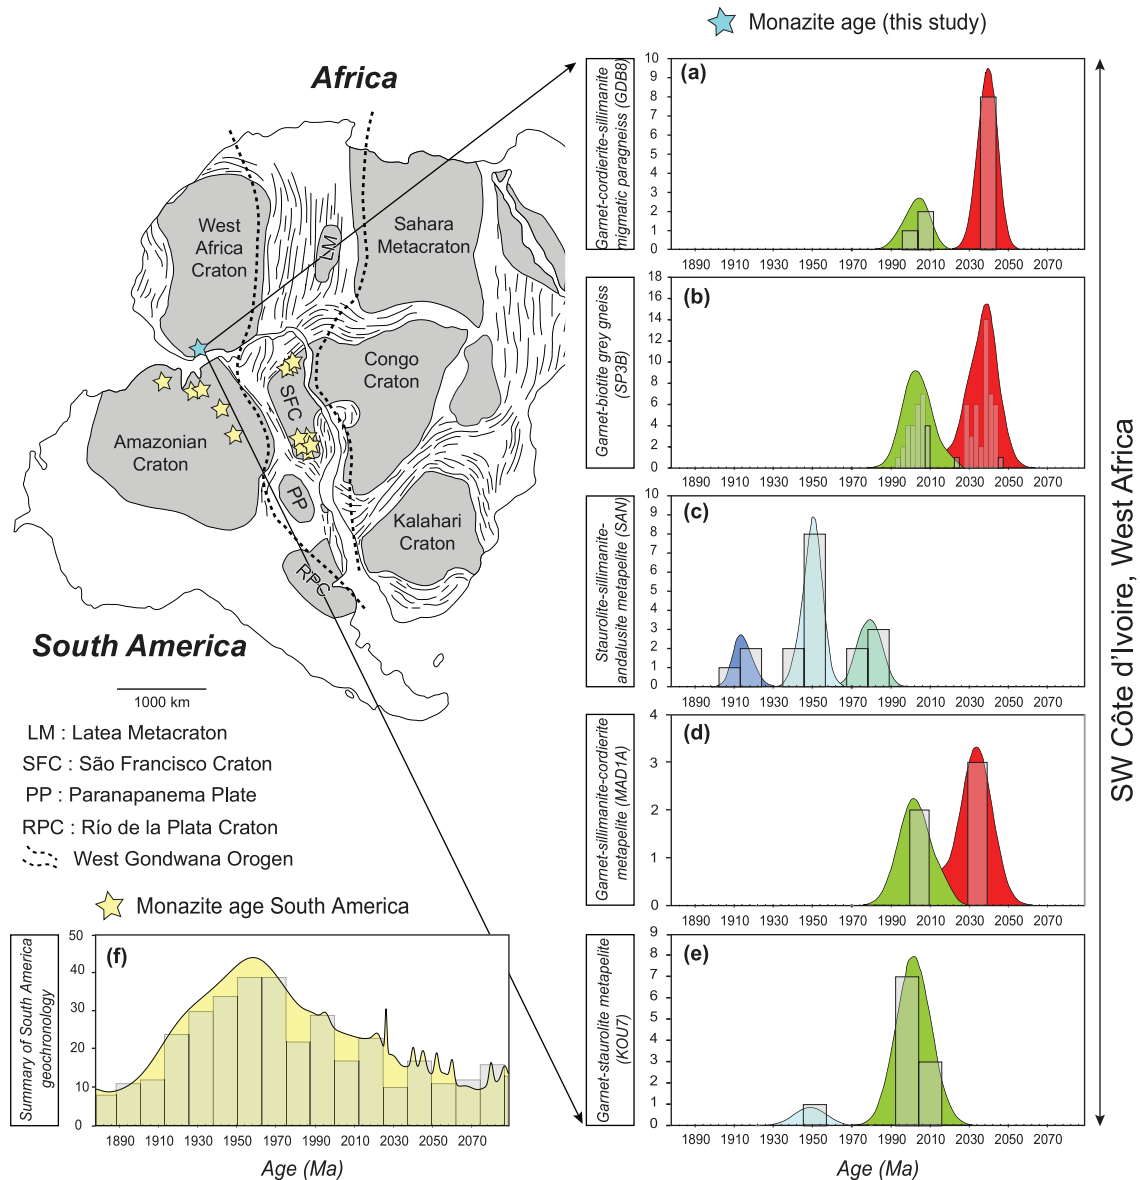 Monazite age (this study)
Africa
West
Africa
Craton
LM
Sahara
Metacraton
Congo
Craton
SFC
Amazonian
Craton
PP
Kalahari
Craton
RPC
South America
1000 km
LM : Latea Metacraton
SFC : São Francisco Craton
PP : Paranapanema Plate
RPC : Río de la Plata Craton
West Gondwana Orogen
Monazite age South America
Summary of South America
geochronology
(f)
50
40
30
20
10
0
1890 1910 1930 1950 1970 1990 2010 2030 2050 2070
Age (Ma)
Garnet-cordierite-sillimanite
migmatic paragneiss (GDB8)
(a)
10
9
8
7
6
5
4
3
2
1
0
1890 1910 1930 1950 1970 1990 2010 2030 2050 2070
Garnet-biotite grey gneiss
(SP3B)
(b)
18
16
14
12
10
8
6
4
2
0
1890 1910 1930 1950 1970 1990 2010 2030 2050 2070
Staurolite-sillimanite-
andalusite metapelite (SAN)
(c)
10
9
8
7
6
5
4
3
2
1
0
1890 1910 1930 1950 1970 1990 2010 2030 2050 2070
Garnet-sillimanite-cordierite
metapelite (MAD1A)
(d)
4
3
2
1
0
1890 1910 1930 1950 1970 1990 2010 2030 2050 2070
Garnet-staurolite metapelite
(KOU7)
(e)
9
8
7
6
5
4
3
2
1
0
1890 1910 1930 1950 1970 1990 2010 2030 2050 2070
Age (Ma)
SW Côte d'Ivoire, West Africa